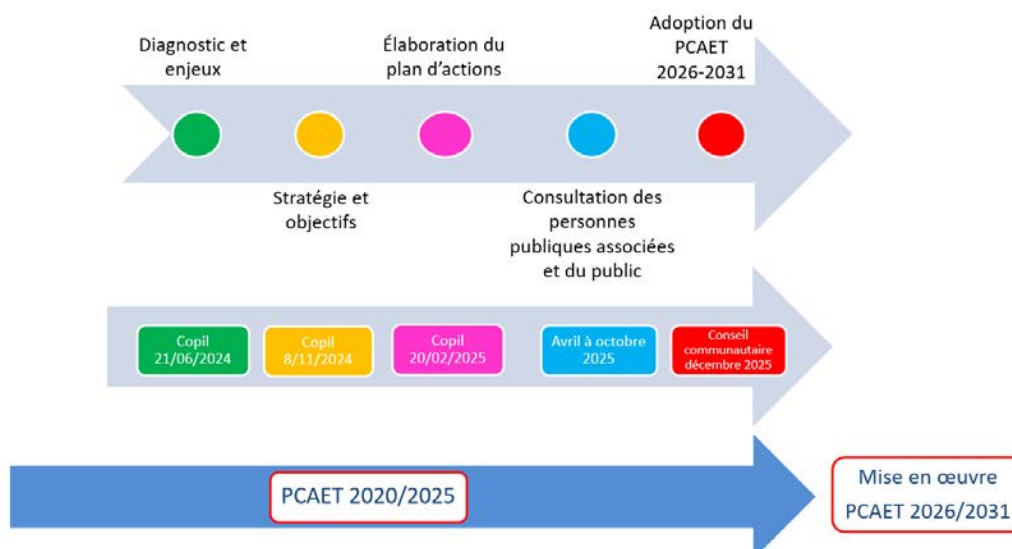 Diagnostic et
enjeux
Élaboration du
plan d’actions
Adoption du
PCAET
2026-2031
Stratégie et
objectifs
Consultation des
personnes
publiques associées
et du public
Copil
21/06/2024
Copil
8/11/2024
Copil
20/02/2025
Avril à octobre
2025
Conseil
communautaire
décembre 2025
PCAET 2020/2025
Mise en œuvre
PCAET 2026/2031